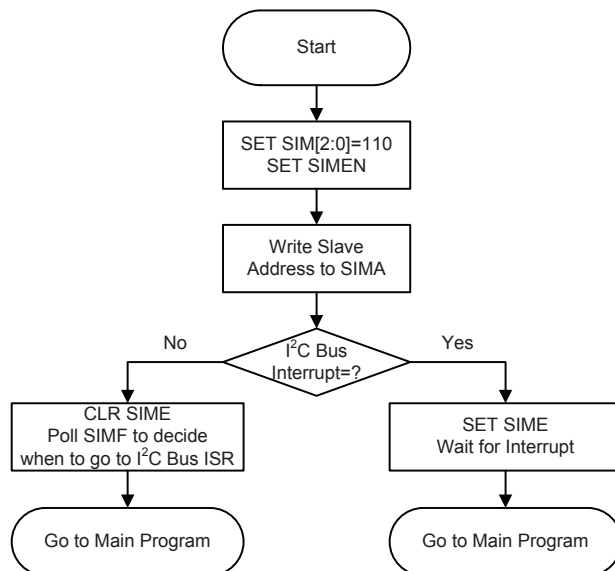 Start
SET SIM[2:0]=110
SET SIMEN
Write Slave
Address to SIMA
I²C Bus
Interrupt=?
No
Yes
CLR SIME
Poll SIMF to decide
when to go to I²C Bus ISR
SET SIME
Wait for Interrupt
Go to Main Program
Go to Main Program